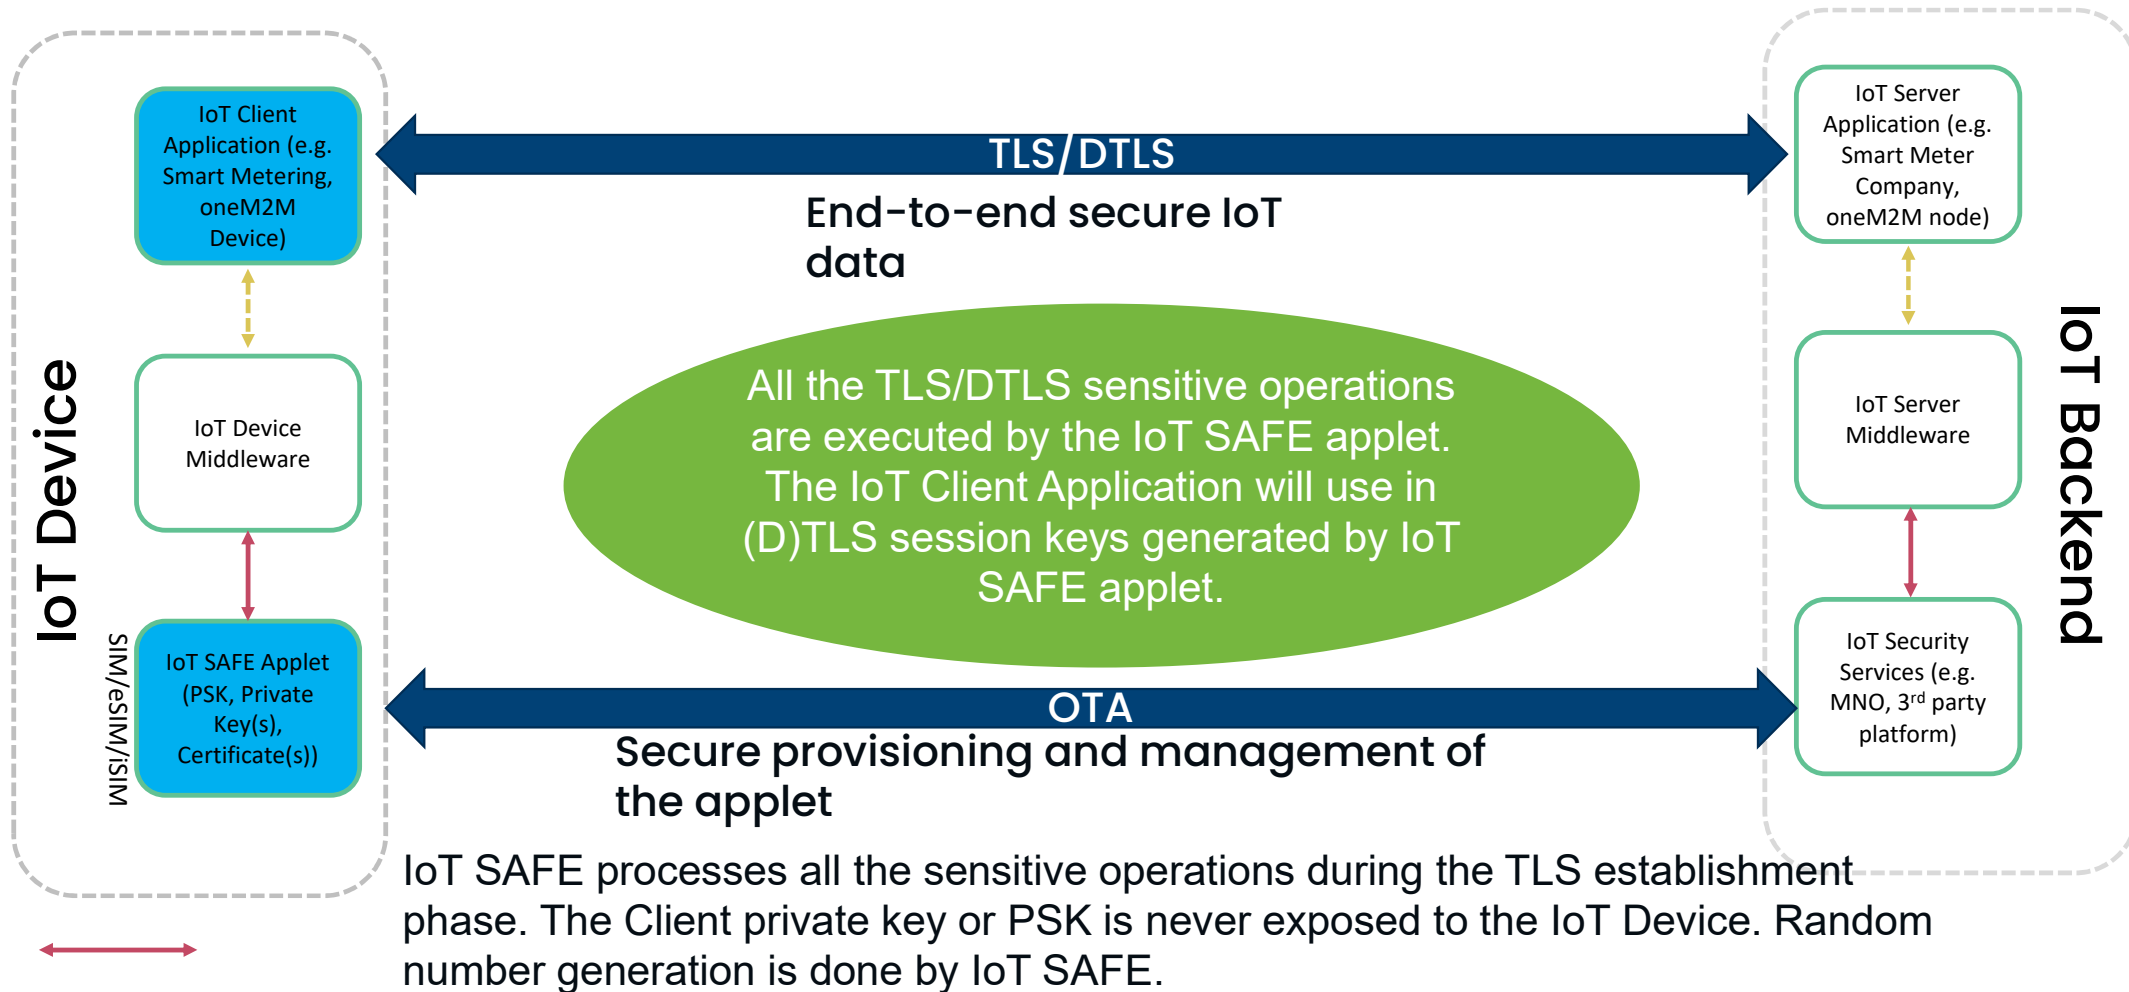 IoT Device
IoT Client
Application (e.g.
Smart Metering,
oneM2M
Device)
IoT Device
Middleware
SIM/eSIM/iSIM
IoT SAFE Applet
(PSK, Private
Key(s),
Certificate(s))
TLS/DTLS
End-to-end secure IoT
data
All the TLS/DTLS sensitive operations
are executed by the IoT SAFE applet.
The IoT Client Application will use in
(D)TLS session keys generated by IoT
SAFE applet.
OTA
Secure provisioning and management of
the applet
IoT Server
Application (e.g.
Smart Meter
Company,
oneM2M node)
IoT Server
Middleware
IoT Security
Services (e.g.
MNO, 3rd party
platform)
IoT Backend
IoT SAFE processes all the sensitive operations during the TLS establishment
phase. The Client private key or PSK is never exposed to the IoT Device. Random
number generation is done by IoT SAFE.